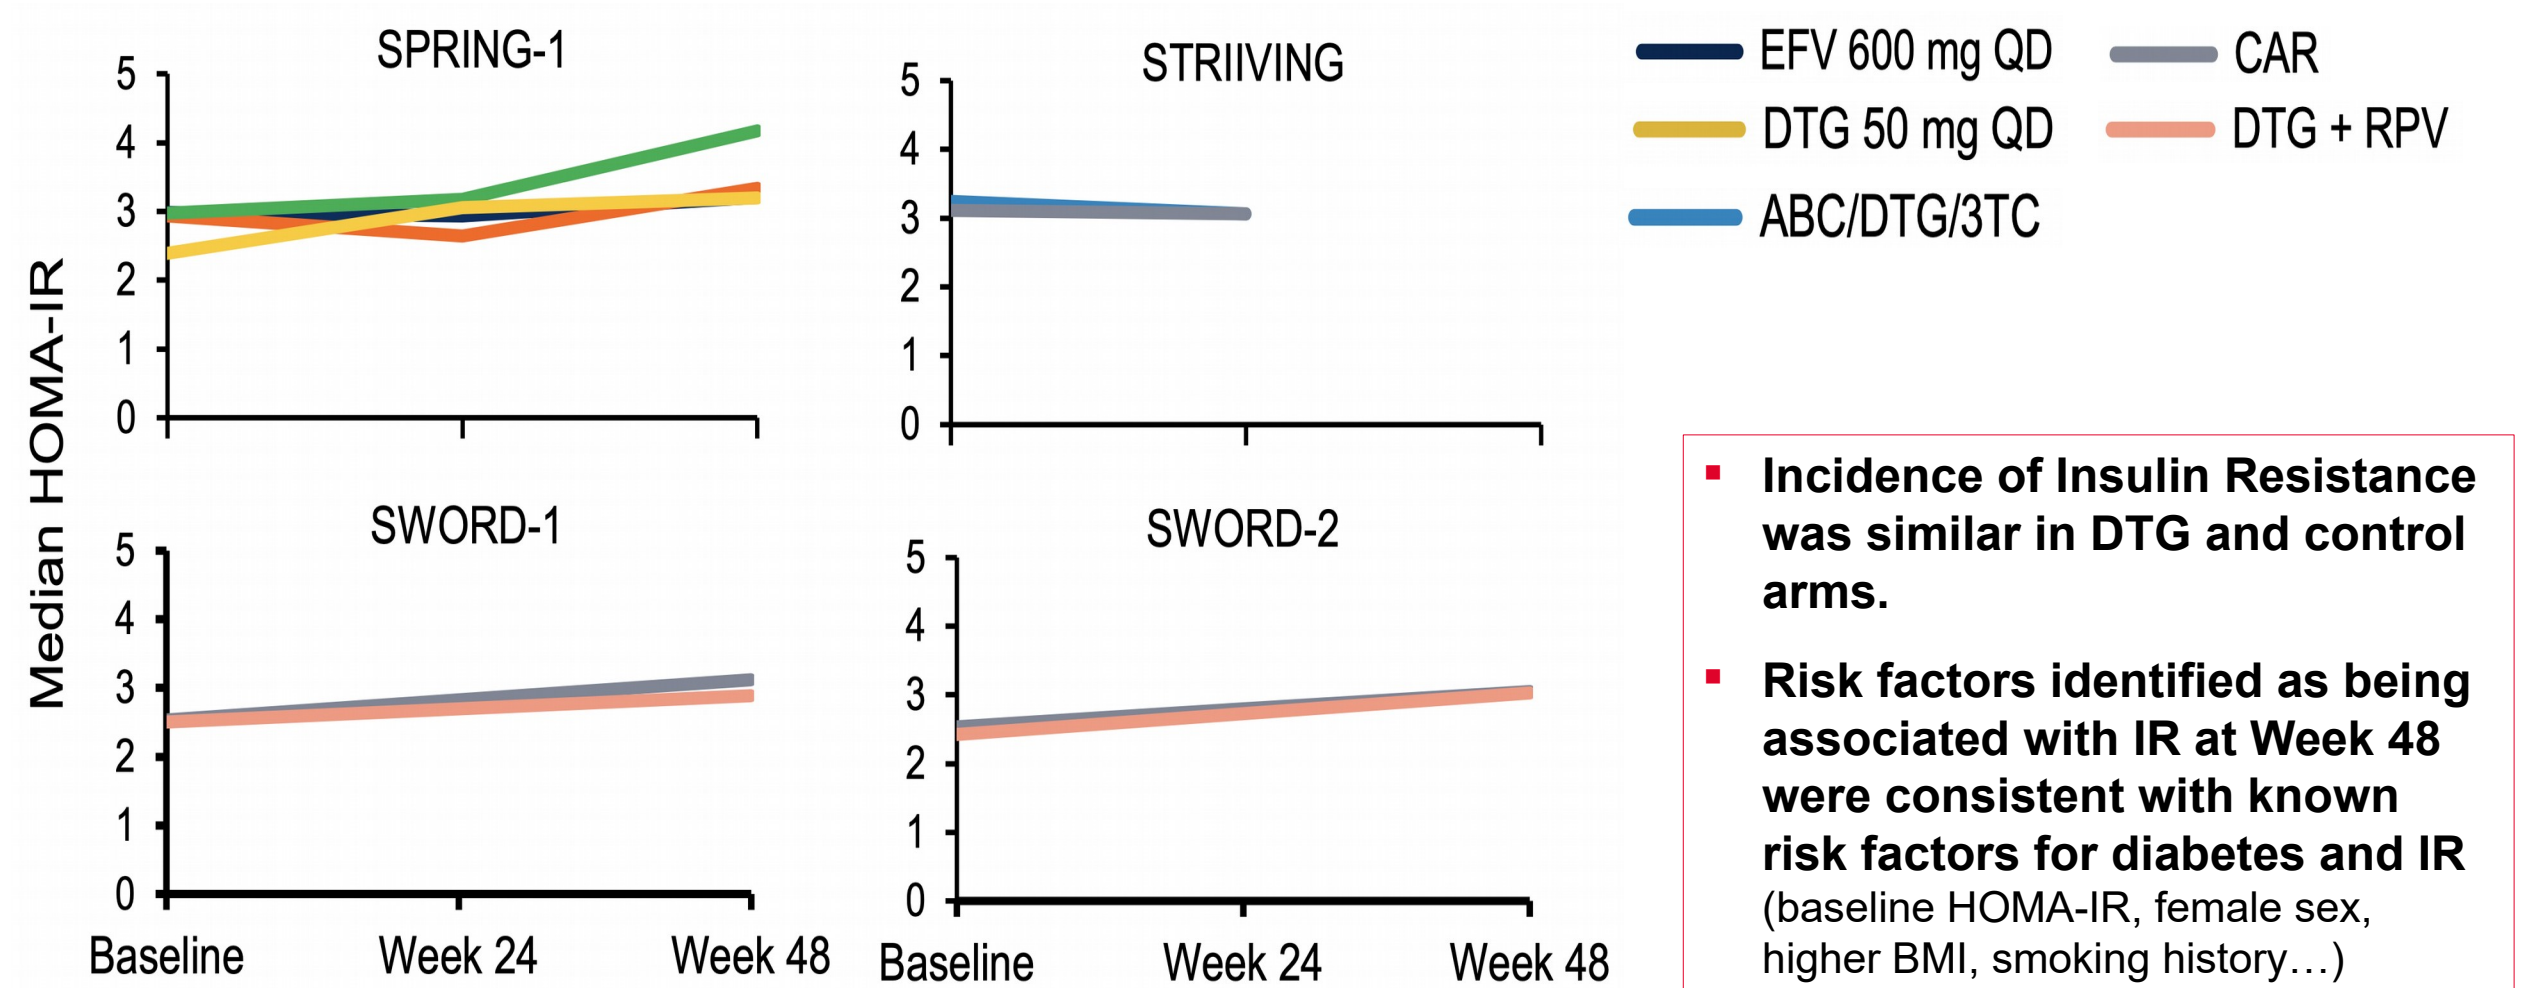 SPRING-1
STRIIVING
EFV 600 mg QD
CAR
DTG 50 mg QD
DTG + RPV
ABC/DTG/3TC
Median HOMA-IR
5
4
3
2
1
0
5
4
3
2
1
0
SWORD-1
SWORD-2
5
4
3
2
1
0
Baseline
Week 24
Week 48
5
4
3
2
1
0
Baseline
Week 24
Week 48
▪ Incidence of Insulin Resistance
was similar in DTG and control
arms.
▪ Risk factors identified as being
associated with IR at Week 48
were consistent with known
risk factors for diabetes and IR
(baseline HOMA-IR, female sex,
higher BMI, smoking history…)